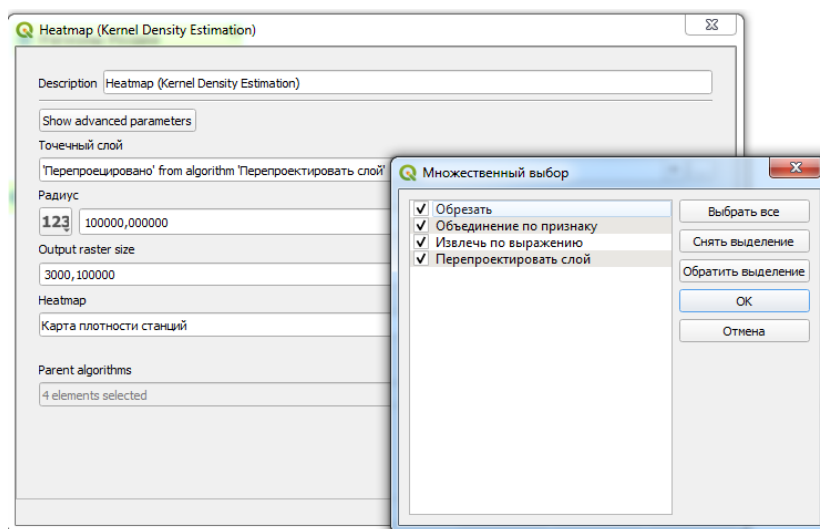 Heatmap (Kernel Density Estimation)
Description Heatmap (Kernel Density Estimation)
Show advanced parameters
Точечный слой
'Перепроецировано' from algorithm 'Перепроектировать слой'
Радиус
123 100000,000000
Output raster size
3000,100000
Heatmap
Карта плотности станций
Parent algorithms
4 elements selected
Множественный выбор
Обрезать
Объединение по признаку
Извлечь по выражению
Перепроектировать слой
Выбрать все
Снять выделение
Обратить выделение
OK
Отмена